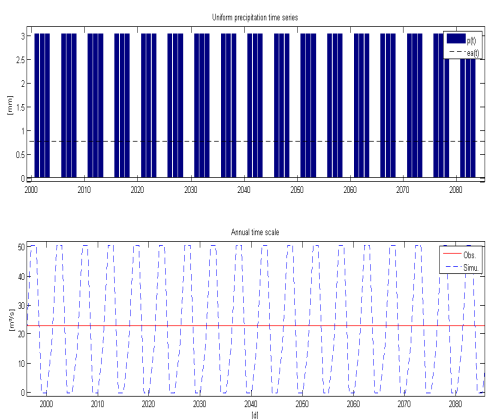 Uniform precipitation time series
3
2.5
2
1.5
1
0.5
0
[mm]
p(t)
ea(t)
2000 2010 2020 2030 2040 2050 2060 2070 2080
Annual time scale
50
40
30
20
10
0
[m³/s]
Obs.
Simu.
2000 2010 2020 2030 2040 2050 2060 2070 2080
[d]